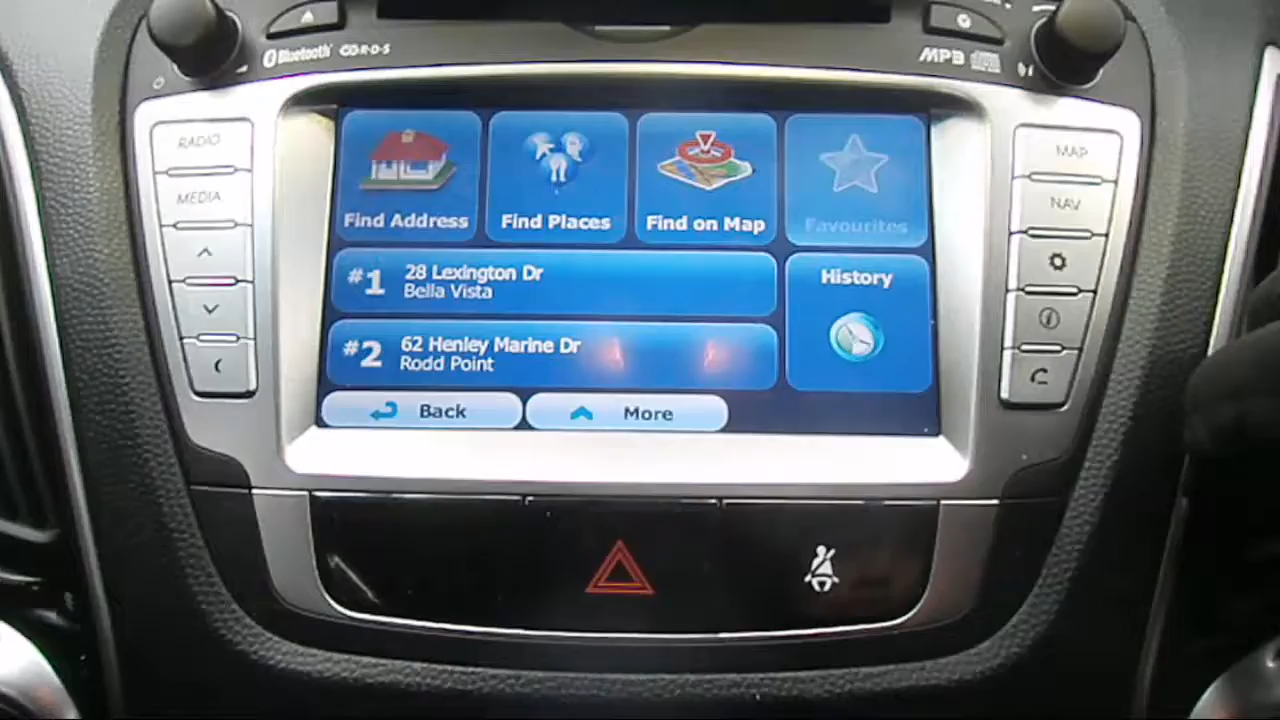 Bluetooth R·D·S
MP3
RADIO
MEDIA
MAP
NAV
Find Address
Find Places
Find on Map
Favourites
#1 28 Lexington Dr
Bella Vista
History
#2 62 Henley Marine Dr
Rodd Point
Back
More